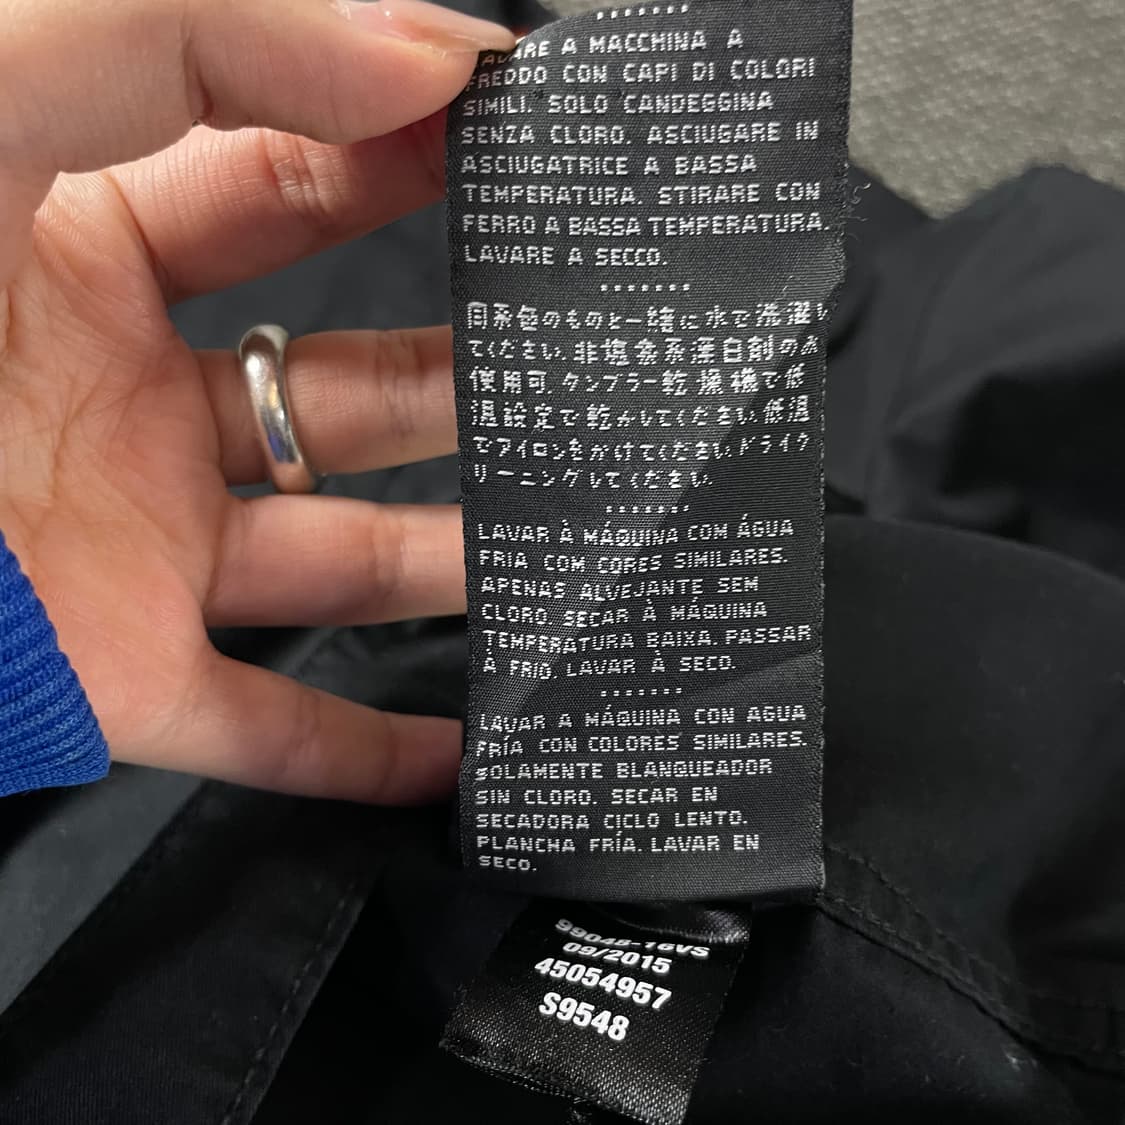 LAVARE A MACCHINA A
FREDDO CON CAPI DI COLORI
SIMILI. SOLO CANDEGGINA
SENZA CLORO. ASCIUGARE IN
ASCIUGATRICE A BASSA
TEMPERATURA. STIRARE CON
FERRO A BASSA TEMPERATURA.
LAVARE A SECCO.
同系色のものと一緒に水で洗濯し
てください.非塩素系漂白剤のみ
使用可.タンブラー乾燥機で低
温設定で乾かしてください.低温
でアイロンをかけてください.ドライク
リーニングしてください.
LAVAR À MÁQUINA COM ÁGUA
FRIA COM CORES SIMILARES.
APENAS ALVEJANTE SEM
CLORO. SECAR À MÁQUINA
TEMPERATURA BAIXA. PASSAR
À FRIO. LAVAR À SECO.
LAVAR A MÁQUINA CON AGUA
FRÍA CON COLORES SIMILARES.
SOLAMENTE BLANQUEADOR
SIN CLORO. SECAR EN
SECADORA CICLO LENTO.
PLANCHA FRÍA. LAVAR EN
SECO.
99048-16VS
09/2015
45054957
S9548